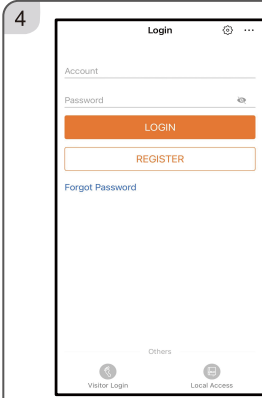 4
Login
Account
Password
LOGIN
REGISTER
Forgot Password
Others
Visitor Login
Local Access